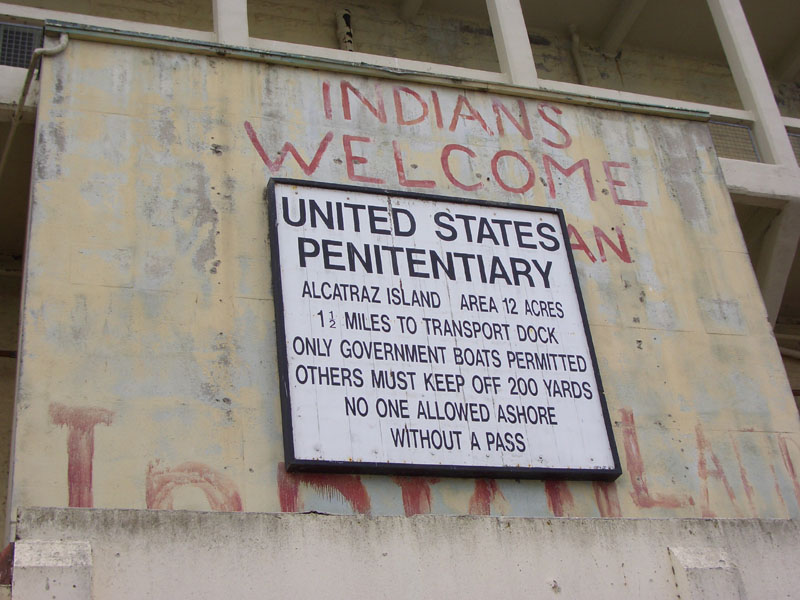 INDIANS
WELCOME
UNITED STATES
PENITENTIARY
ALCATRAZ ISLAND AREA 12 ACRES
1½ MILES TO TRANSPORT DOCK
ONLY GOVERNMENT BOATS PERMITTED
OTHERS MUST KEEP OFF 200 YARDS
NO ONE ALLOWED ASHORE
WITHOUT A PASS